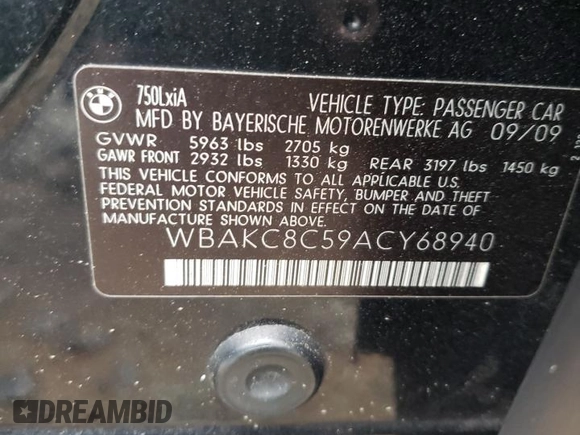 BMW
750LxiA
VEHICLE TYPE: PASSENGER CAR
MFD BY BAYERISCHE MOTORENWERKE AG 09/09
GVWR 5963 lbs 2705 kg
GAWR FRONT 2932 lbs 1330 kg REAR 3197 lbs 1450 kg
THIS VEHICLE CONFORMS TO ALL APPLICABLE U.S.
FEDERAL MOTOR VEHICLE SAFETY, BUMPER AND THEFT
PREVENTION STANDARDS IN EFFECT ON THE DATE OF
MANUFACTURE SHOWN ABOVE.
WBAKC8C59ACY68940
DREAMBID